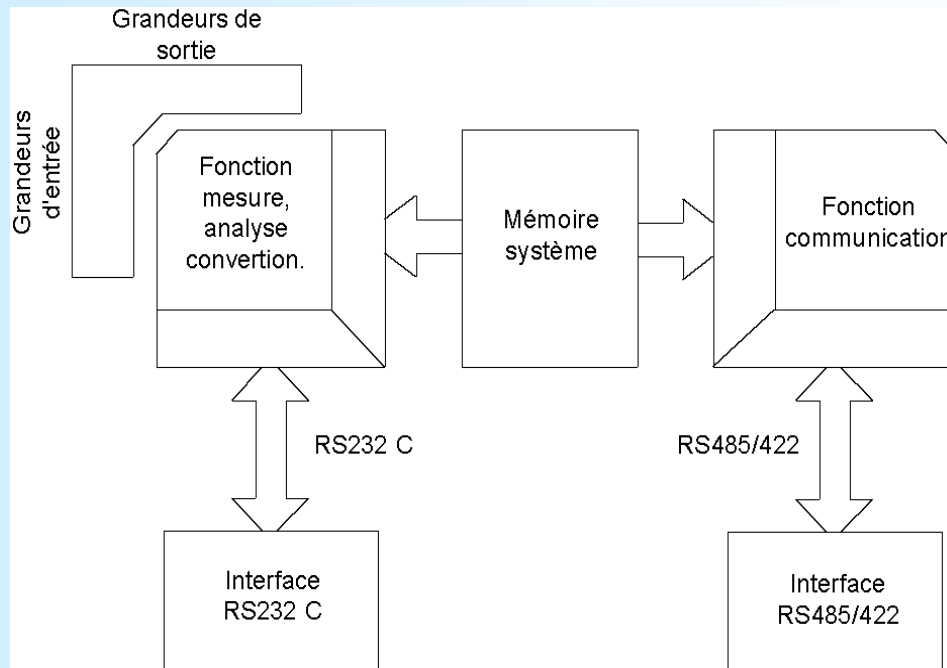 Grandeurs de
sortie
Grandeurs
d'entrée
Fonction
mesure,
analyse
convertion.
Mémoire
système
Fonction
communication
RS232 C
RS485/422
Interface
RS232 C
Interface
RS485/422